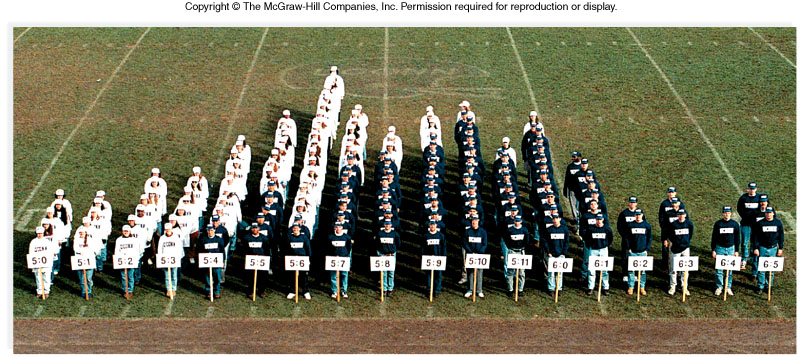 Copyright © The McGraw-Hill Companies, Inc. Permission required for reproduction or display.
5:0 5:1 5:2 5:3 5:4 5:5 5:6 5:7 5:8 5:9 5:10 5:11 6:0 6:1 6:2 6:3 6:4 6:5